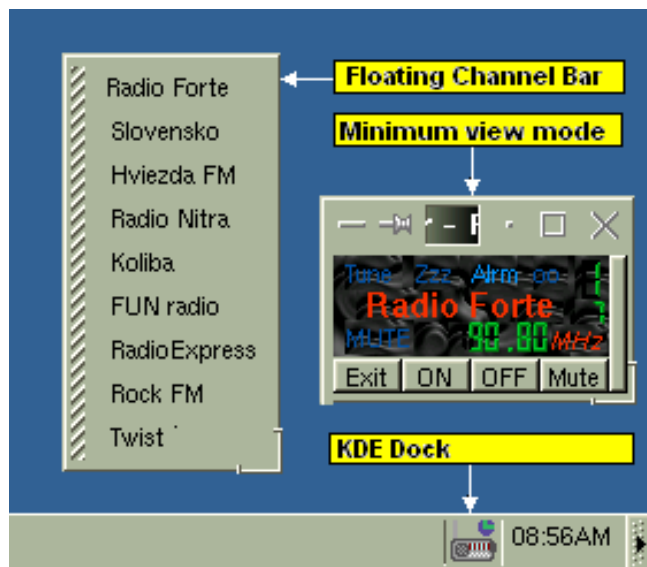 Radio Forte
Slovensko
Hviezda FM
Radio Nitra
Koliba
FUN radio
RadioExpress
Rock FM
Twist
Floating Channel Bar
Minimum view mode
Tune Zzz Alrm oo
Radio Forte
MUTE 90.80 MHz
Exit ON OFF Mute
KDE Dock
08:56AM